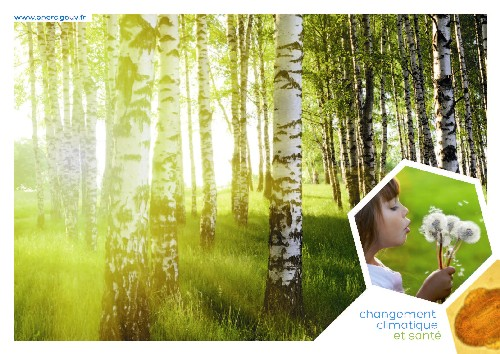 www.onerc.gouv.fr
changement
climatique
et santé